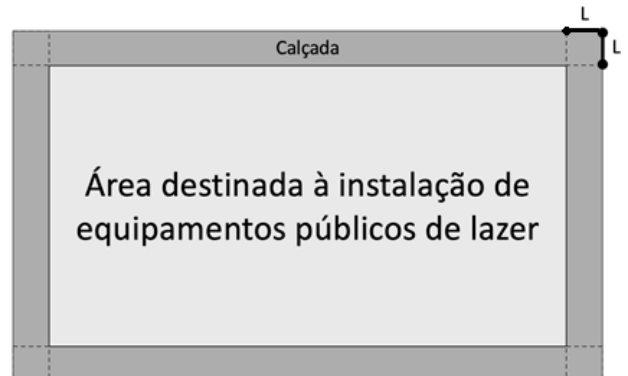 L
Calçada
L
Área destinada à instalação de
equipamentos públicos de lazer